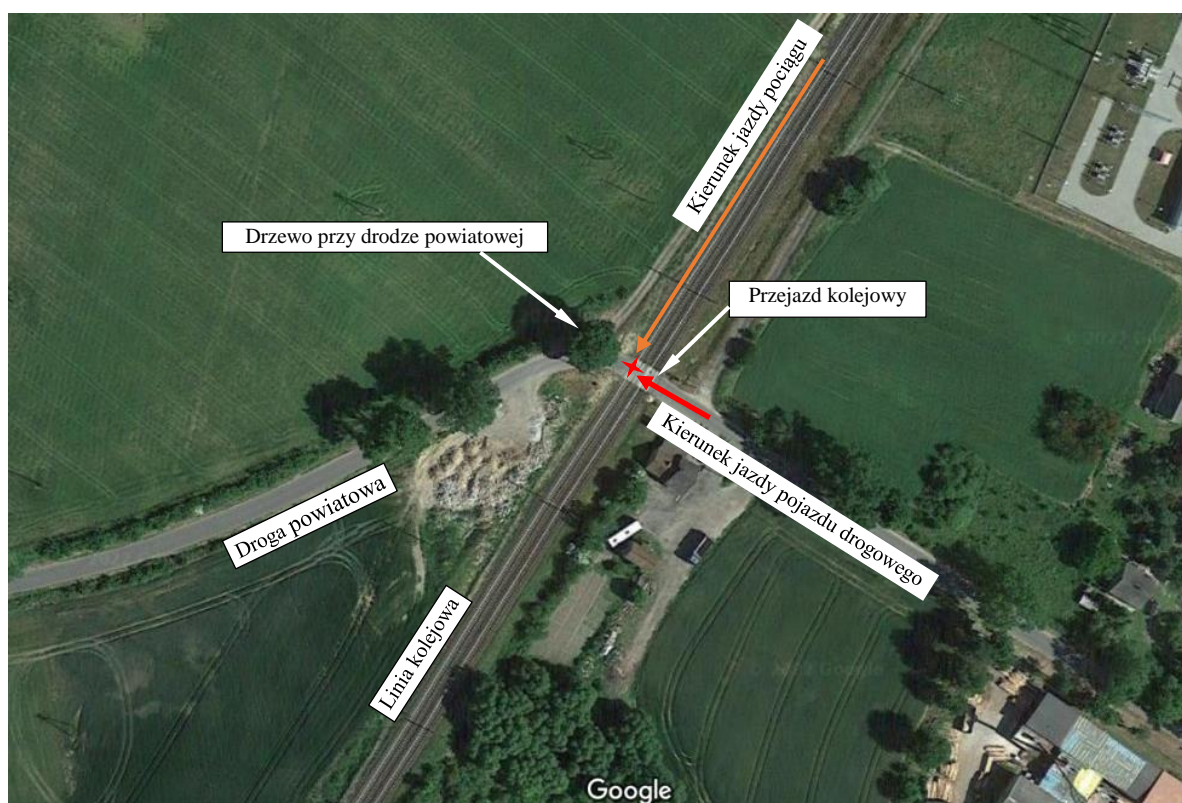 Kierunek jazdy pociągu
Drzewo przy drodze powiatowej
Przejazd kolejowy
Kierunek jazdy pojazdu drogowego
Droga powiatowa
Linia kolejowa
Google